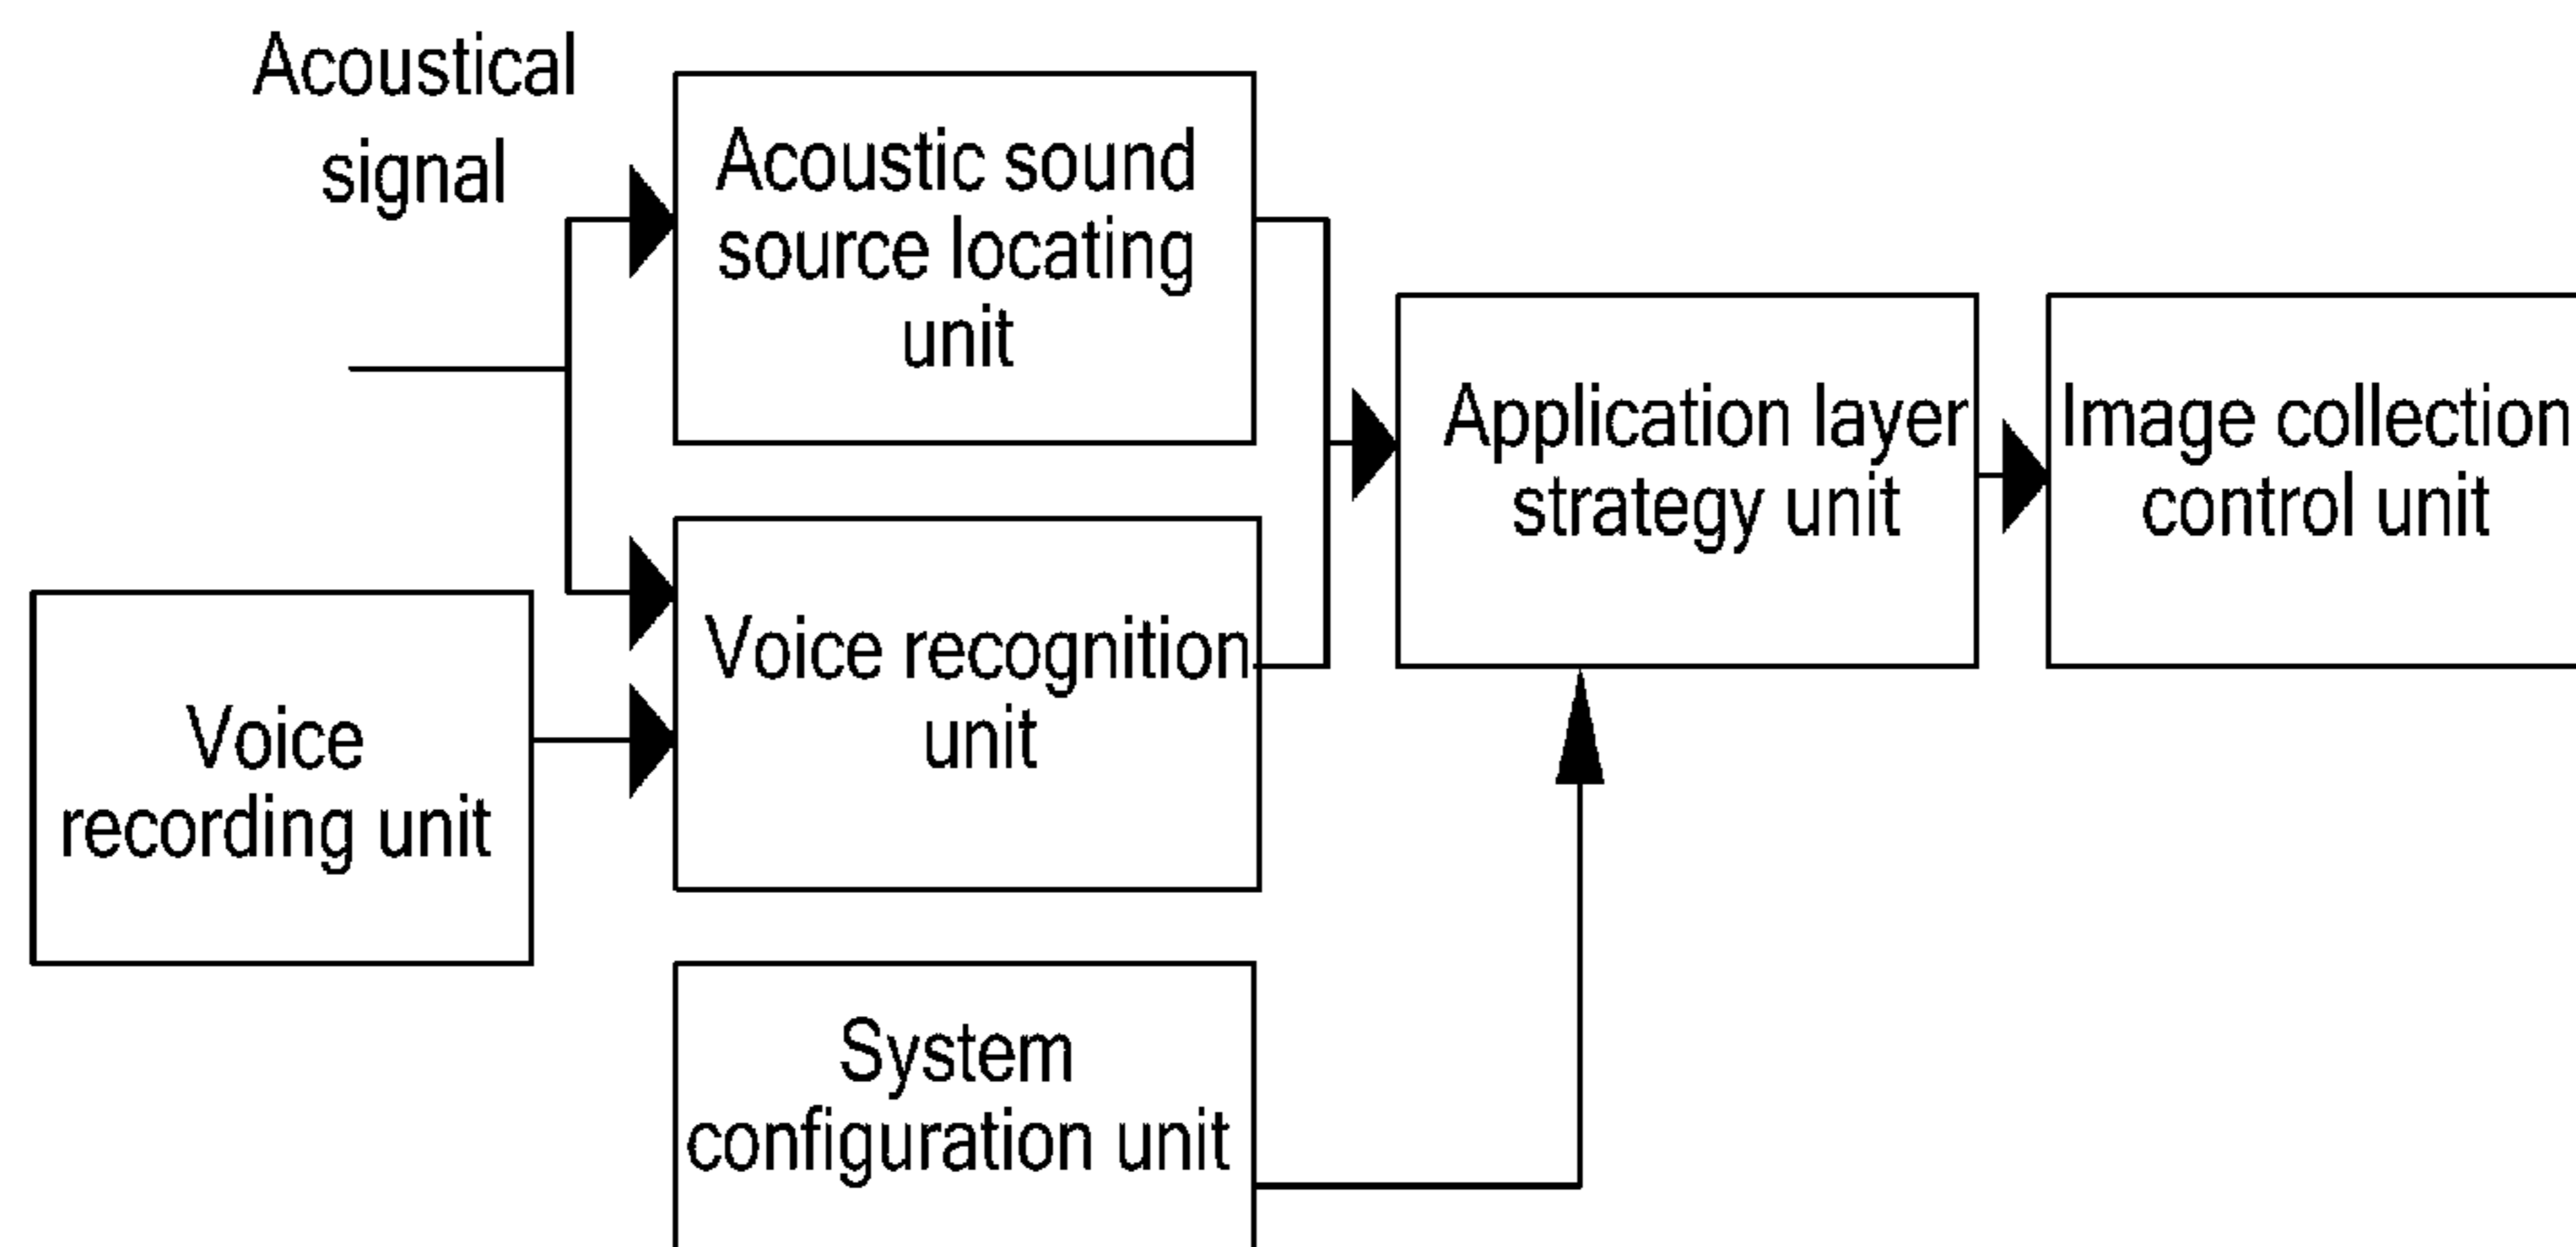 Acoustical
signal
Acoustic sound
source locating
unit
Application layer
strategy unit
Image collection
control unit
Voice recognition
unit
Voice
recording unit
System
configuration unit